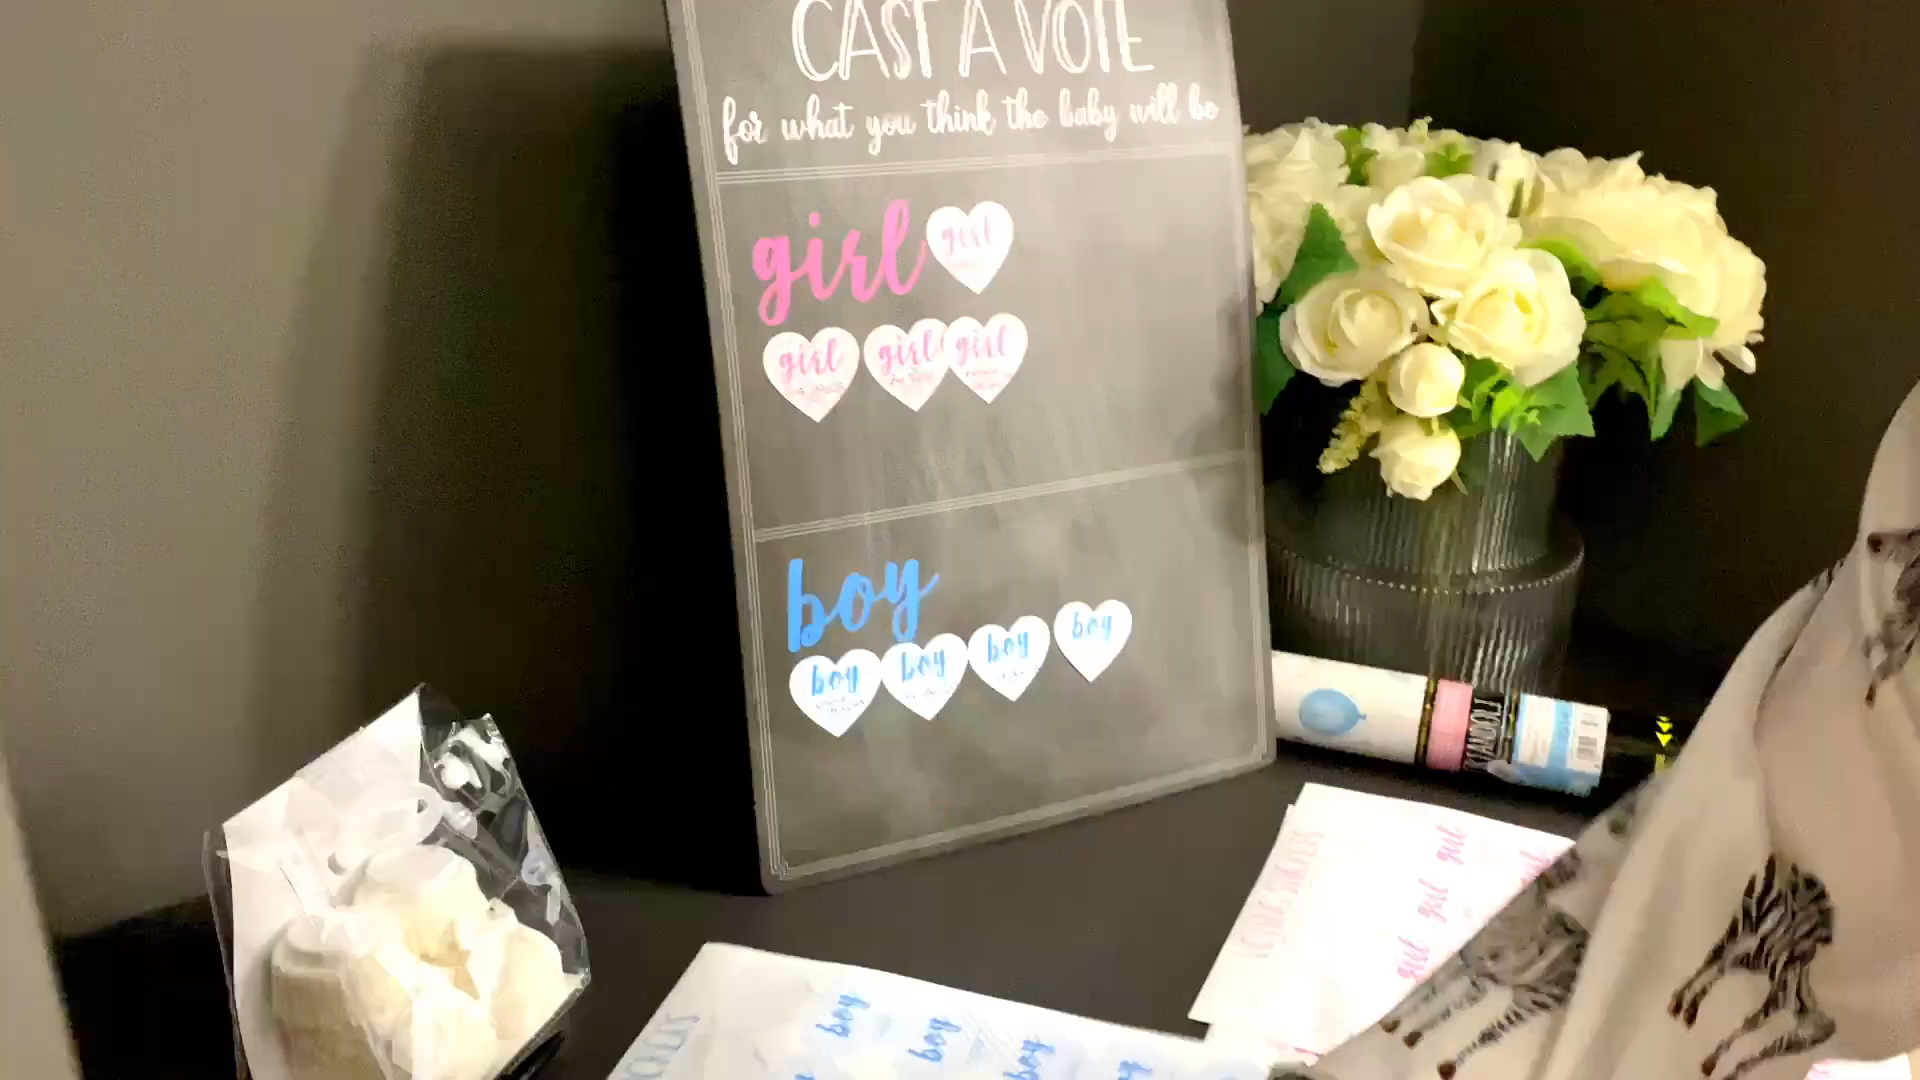 CAST A VOTE
for what you think the baby will be
girl girl
girl girl girl
boy
boy boy boy boy
girl girl girl
boy boy boy